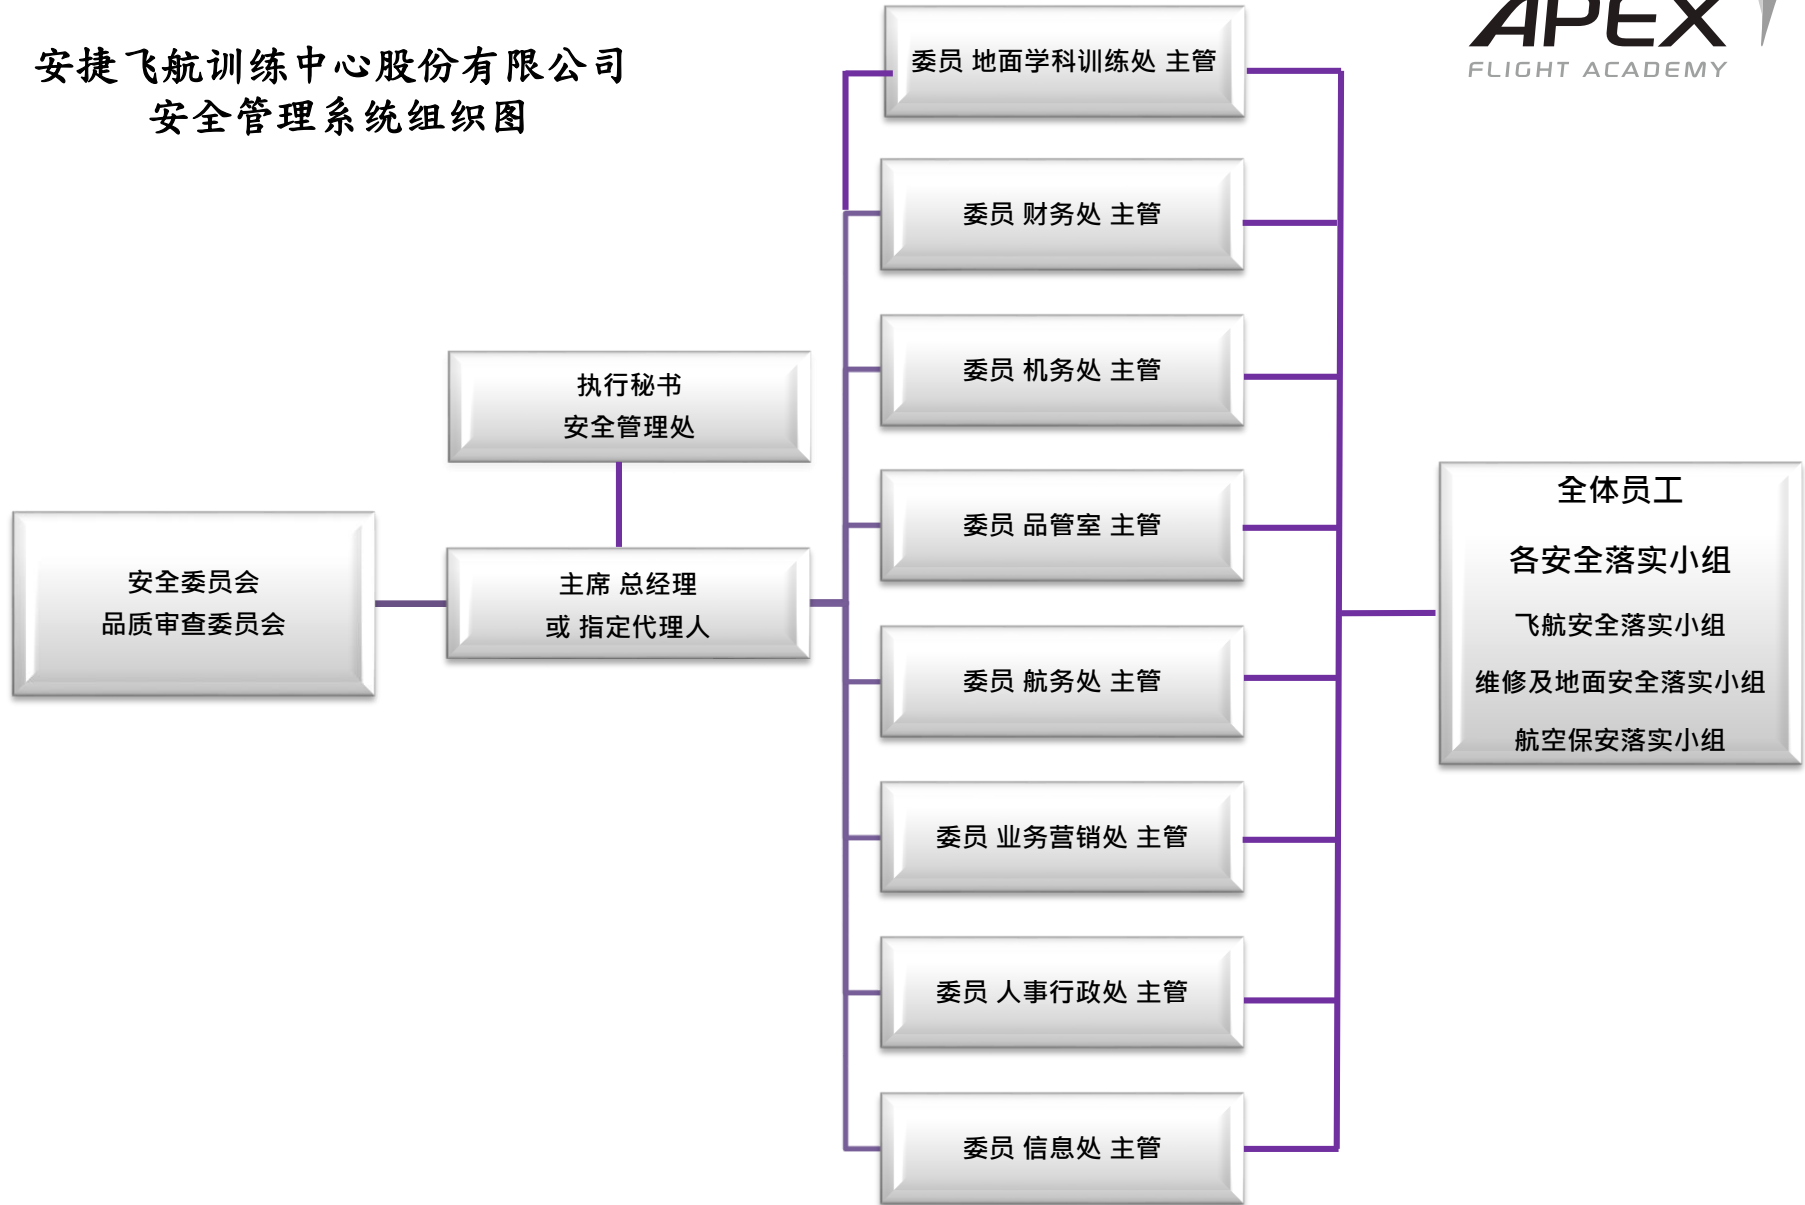 安捷飞航训练中心股份有限公司
安全管理系统组织图
APEX
FLIGHT ACADEMY
委员 地面学科训练处 主管
委员 财务处 主管
委员 机务处 主管
执行秘书
安全管理处
委员 品管室 主管
安全委员会
品质审查委员会
主席 总经理
或 指定代理人
委员 航务处 主管
委员 业务营销处 主管
委员 人事行政处 主管
委员 信息处 主管
全体员工
各安全落实小组
飞航安全落实小组
维修及地面安全落实小组
航空保安落实小组